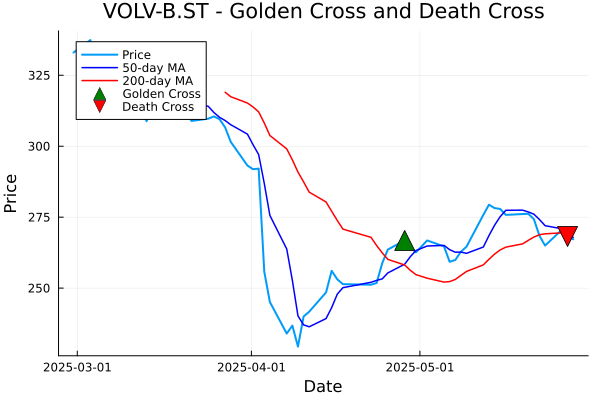 VOLV-B.ST - Golden Cross and Death Cross
Price
50-day MA
200-day MA
Golden Cross
Death Cross
325
300
275
250
Price
2025-03-01
2025-04-01
2025-05-01
Date